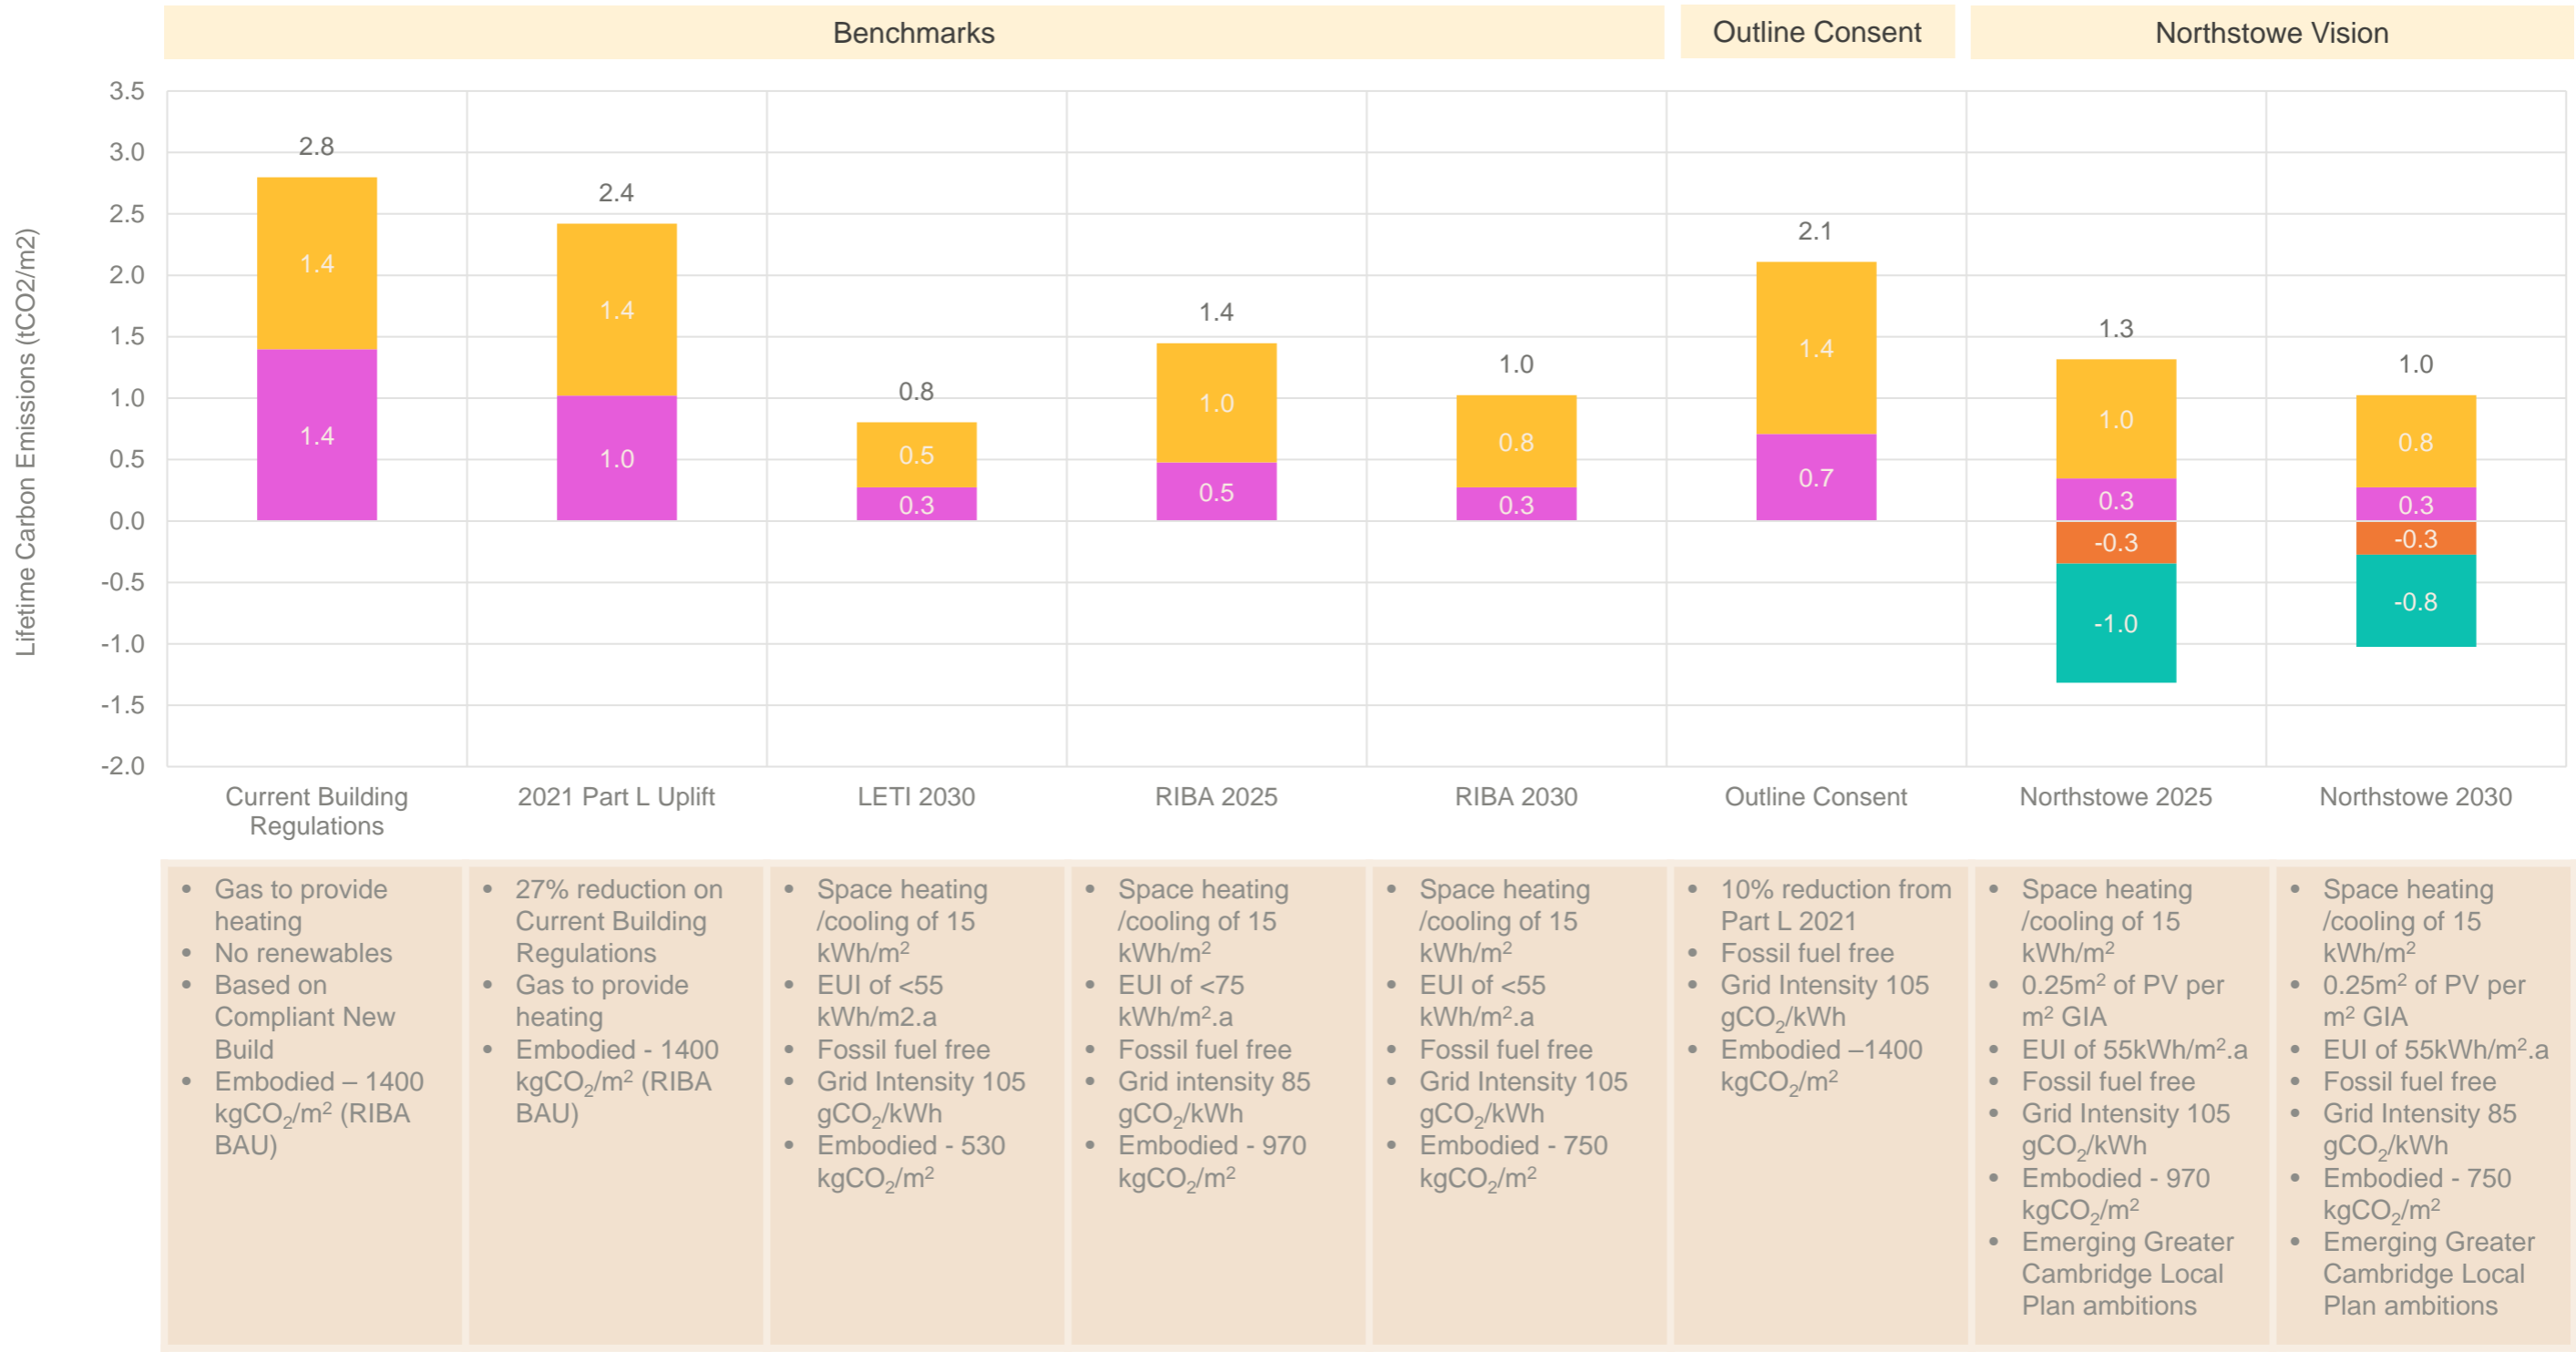 Benchmarks
Outline Consent
Northstowe Vision
Lifetime Carbon Emissions (tCO2/m2)
3.5
3.0
2.5
2.0
1.5
1.0
0.5
0.0
-0.5
-1.0
-1.5
-2.0
2.8
1.4
1.4
2.4
1.4
1.0
0.8
0.5
0.3
1.4
1.0
0.5
1.0
0.8
0.3
2.1
1.4
0.7
1.3
1.0
0.3
-0.3
-1.0
1.0
0.8
0.3
-0.3
-0.8
Current Building
Regulations
2021 Part L Uplift
LETI 2030
RIBA 2025
RIBA 2030
Outline Consent
Northstowe 2025
Northstowe 2030
• Gas to provide
heating
• No renewables
• Based on
Compliant New
Build
• Embodied – 1400
kgCO₂/m² (RIBA
BAU)
• 27% reduction on
Current Building
Regulations
• Gas to provide
heating
• Embodied - 1400
kgCO₂/m² (RIBA
BAU)
• Space heating
/cooling of 15
kWh/m²
• EUI of <55
kWh/m2.a
• Fossil fuel free
• Grid Intensity 105
gCO₂/kWh
• Embodied - 530
kgCO₂/m²
• Space heating
/cooling of 15
kWh/m²
• EUI of <75
kWh/m².a
• Fossil fuel free
• Grid intensity 85
gCO₂/kWh
• Embodied - 970
kgCO₂/m²
• Space heating
/cooling of 15
kWh/m²
• EUI of <55
kWh/m².a
• Fossil fuel free
• Grid Intensity 105
gCO₂/kWh
• Embodied - 750
kgCO₂/m²
• 10% reduction from
Part L 2021
• Fossil fuel free
• Grid Intensity 105
gCO₂/kWh
• Embodied –1400
kgCO₂/m²
• Space heating
/cooling of 15
kWh/m²
• 0.25m² of PV per
m² GIA
• EUI of 55kWh/m².a
• Fossil fuel free
• Grid Intensity 105
gCO₂/kWh
• Embodied - 970
kgCO₂/m²
• Emerging Greater
Cambridge Local
Plan ambitions
• Space heating
/cooling of 15
kWh/m²
• 0.25m² of PV per
m² GIA
• EUI of 55kWh/m².a
• Fossil fuel free
• Grid Intensity 85
gCO₂/kWh
• Embodied - 750
kgCO₂/m²
• Emerging Greater
Cambridge Local
Plan ambitions